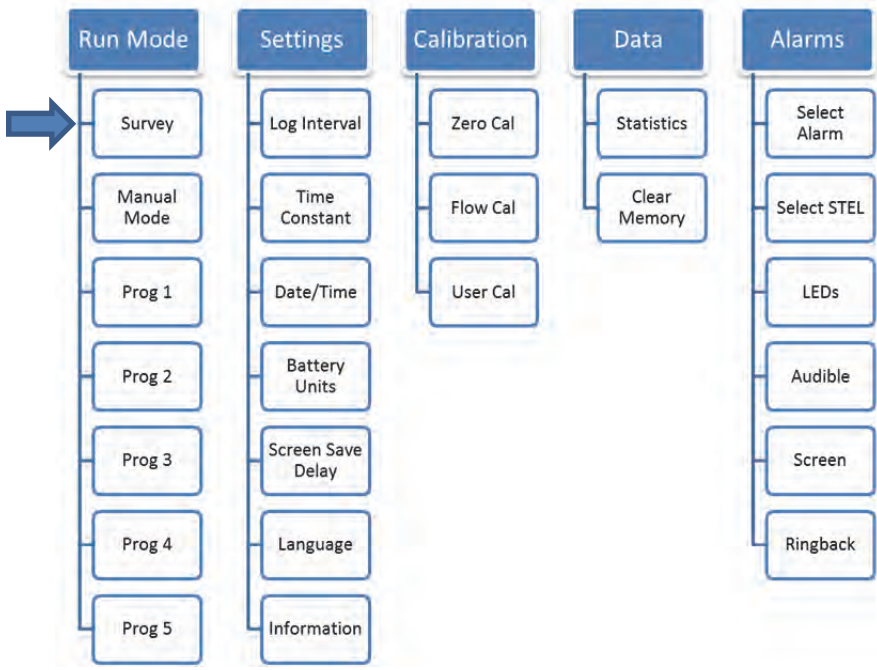 Run Mode
Survey
Manual
Mode
Prog 1
Prog 2
Prog 3
Prog 4
Prog 5
Settings
Log Interval
Time
Constant
Date/Time
Battery
Units
Screen Save
Delay
Language
Information
Calibration
Zero Cal
Flow Cal
User Cal
Data
Statistics
Clear
Memory
Alarms
Select
Alarm
Select STEL
LEDs
Audible
Screen
Ringback